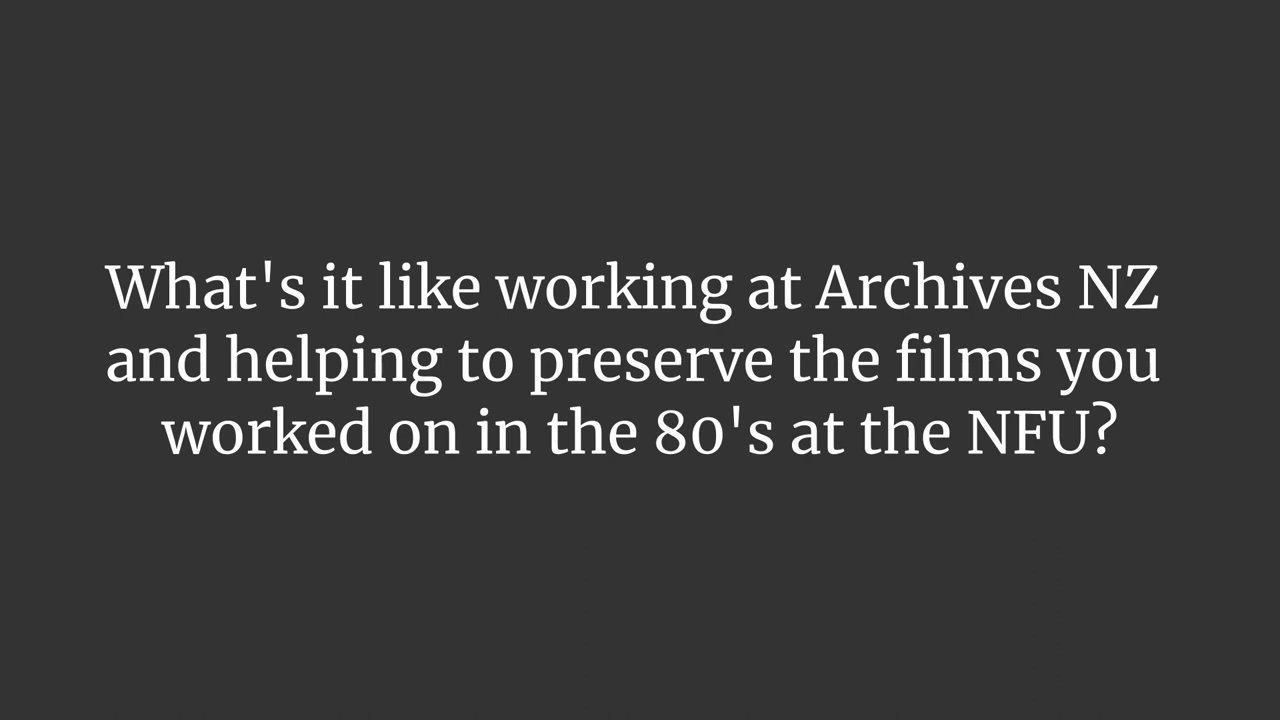 What's it like working at Archives NZ
and helping to preserve the films you
worked on in the 80's at the NFU?